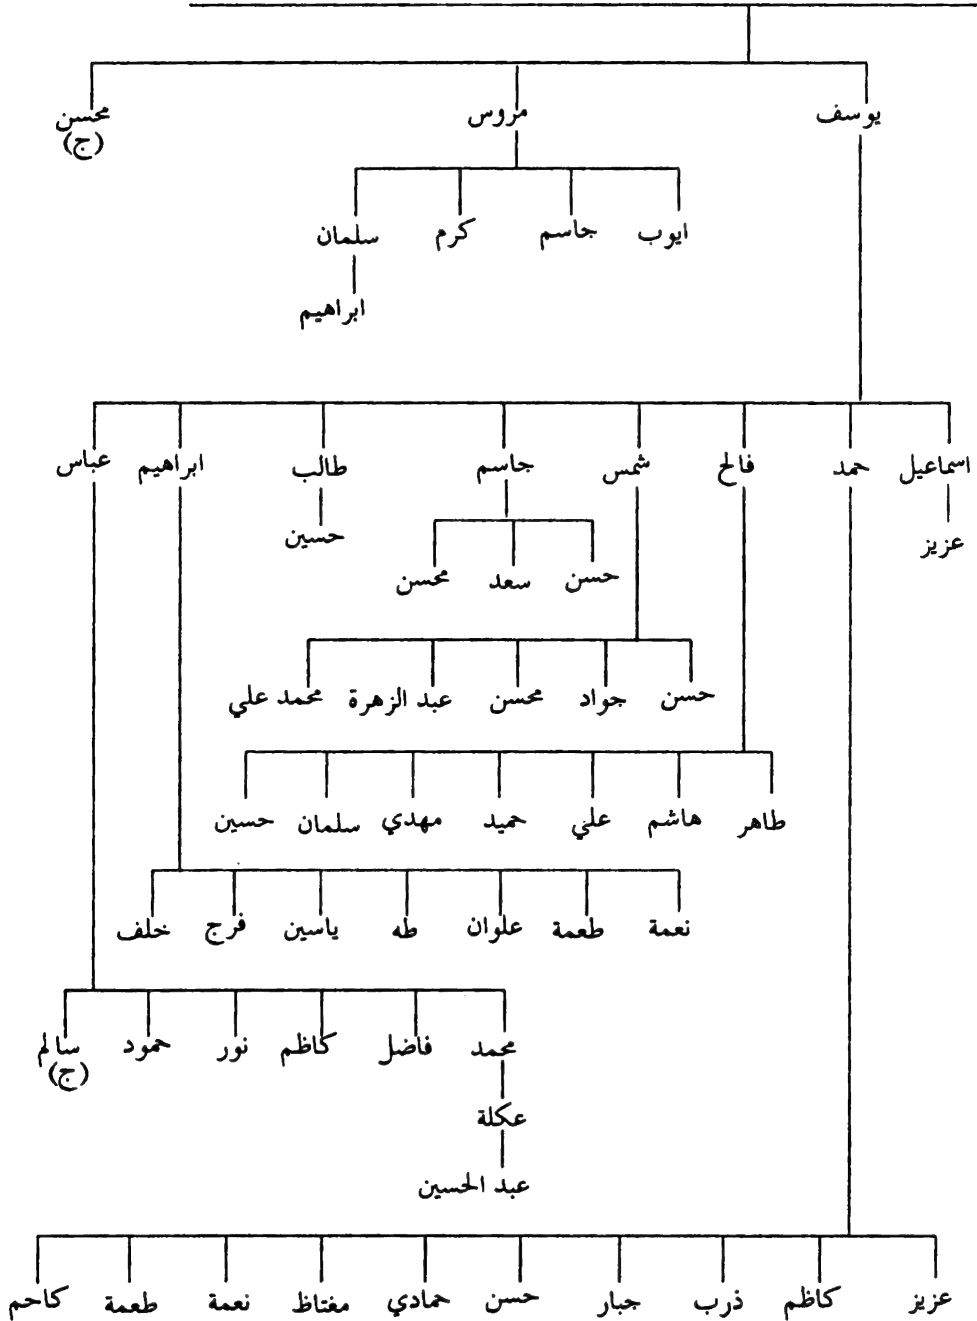 يوسف مزوس محسن
(ج)
ايوب جاسم كرم سلمان
ابراهيم
اسماعيل حمد فالح شمس جاسم طالب ابراهيم عباس
عزيز حسين
حسن سعد محسن
حسن جواد محسن عبد الزهرة محمد علي
طاهر هاشم علي حميد مهدي سلمان حسين
نعمة طعمة علوان طه ياسين فرج خلف
محمد فاضل كاظم نور حمود سالم
(ج)
عكلة
عبد الحسين
عزيز كاظم ذرب جبار حسن حمادي مغتاظ نعمة طعمة كاحم